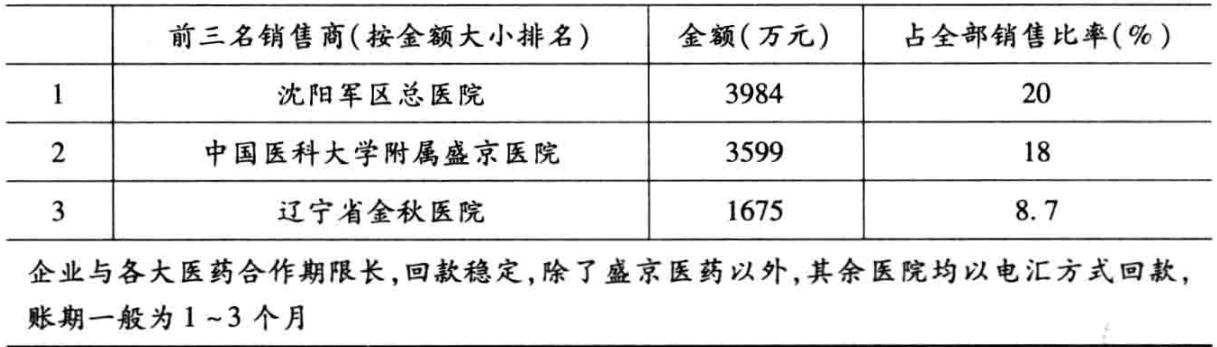 前三名销售商(按金额大小排名) 金额(万元) 占全部销售比率(%)
1 沈阳军区总医院 3984 20
2 中国医科大学附属盛京医院 3599 18
3 辽宁省金秋医院 1675 8.7
企业与各大医药合作期限长,回款稳定,除了盛京医药以外,其余医院均以电汇方式回款,
账期一般为1~3个月